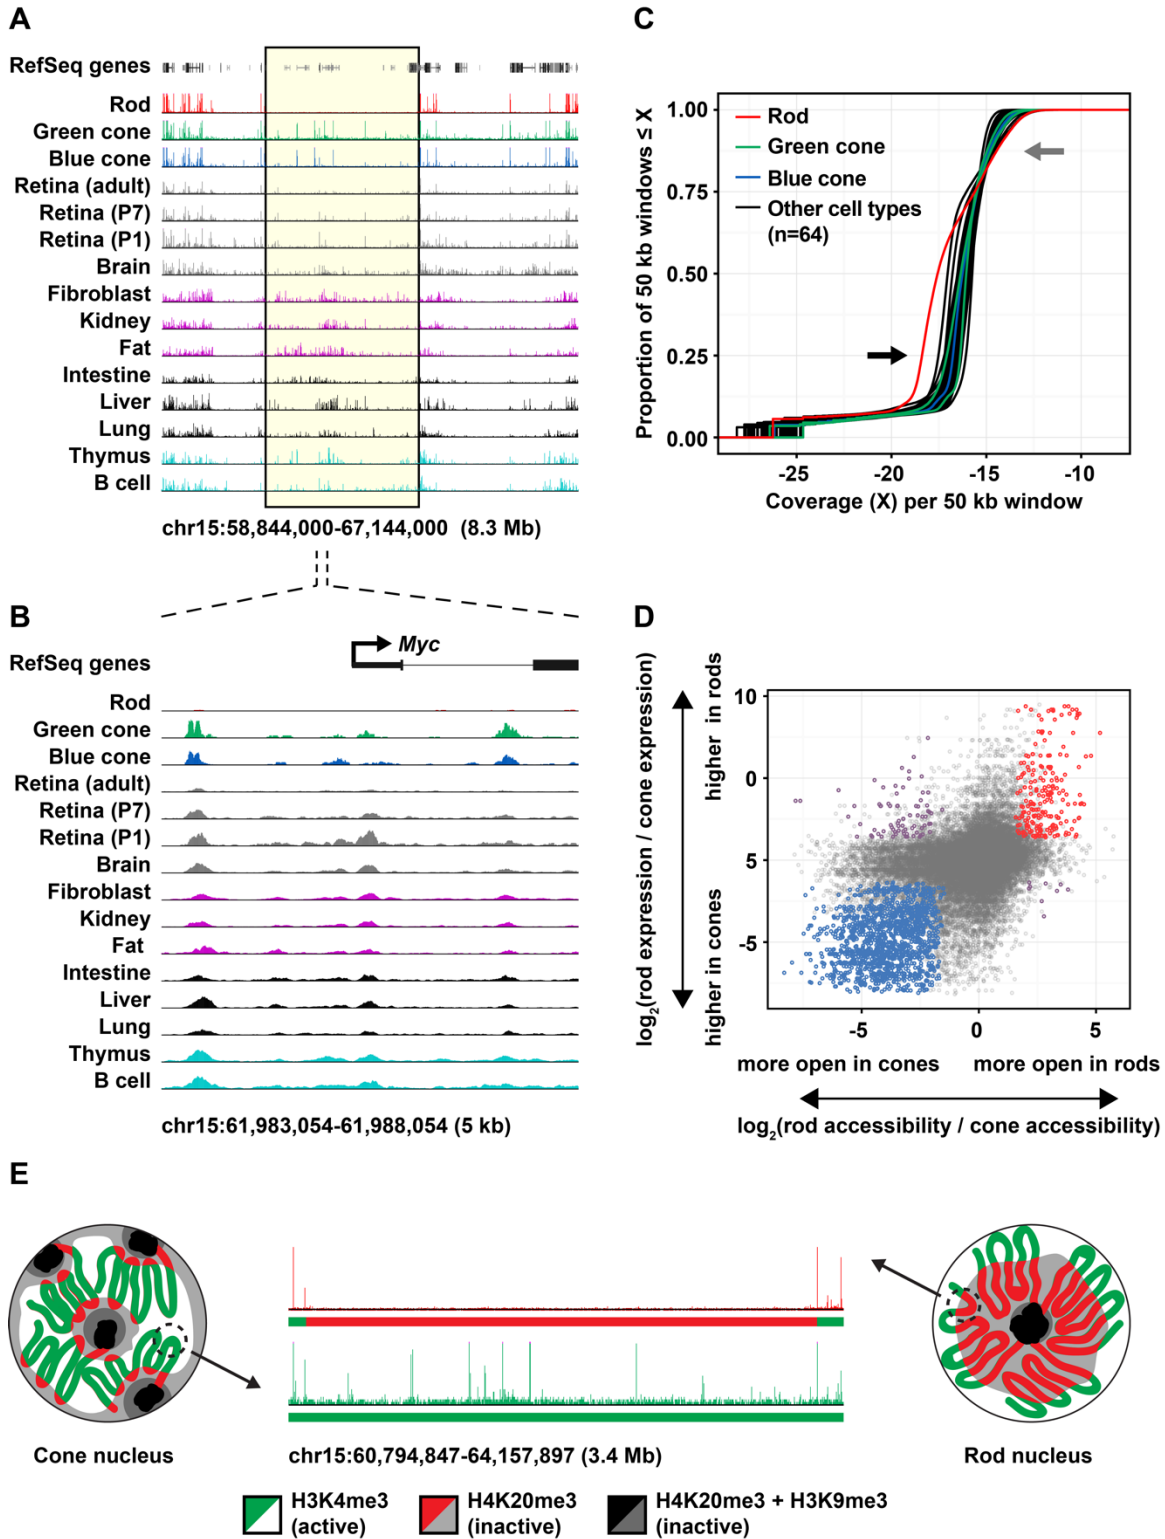 A
RefSeq genes
Rod
Green cone
Blue cone
Retina (adult)
Retina (P7)
Retina (P1)
Brain
Fibroblast
Kidney
Fat
Intestine
Liver
Lung
Thymus
B cell
chr15:58,844,000-67,144,000 (8.3 Mb)
B
RefSeq genes
Myc
Rod
Green cone
Blue cone
Retina (adult)
Retina (P7)
Retina (P1)
Brain
Fibroblast
Kidney
Fat
Intestine
Liver
Lung
Thymus
B cell
chr15:61,983,054-61,988,054 (5 kb)
C
Proportion of 50 kb windows ≤ X
1.00
0.75
0.50
0.25
0.00
Rod
Green cone
Blue cone
Other cell types
(n=64)
-25
-20
-15
-10
Coverage (X) per 50 kb window
D
log2(rod expression / cone expression)
higher in rods
higher in cones
10
0
5
-5
-5
0
5
more open in cones
more open in rods
log2(rod accessibility / cone accessibility)
E
Cone nucleus
chr15:60,794,847-64,157,897 (3.4 Mb)
Rod nucleus
H3K4me3
(active)
H4K20me3
(inactive)
H4K20me3 + H3K9me3
(inactive)